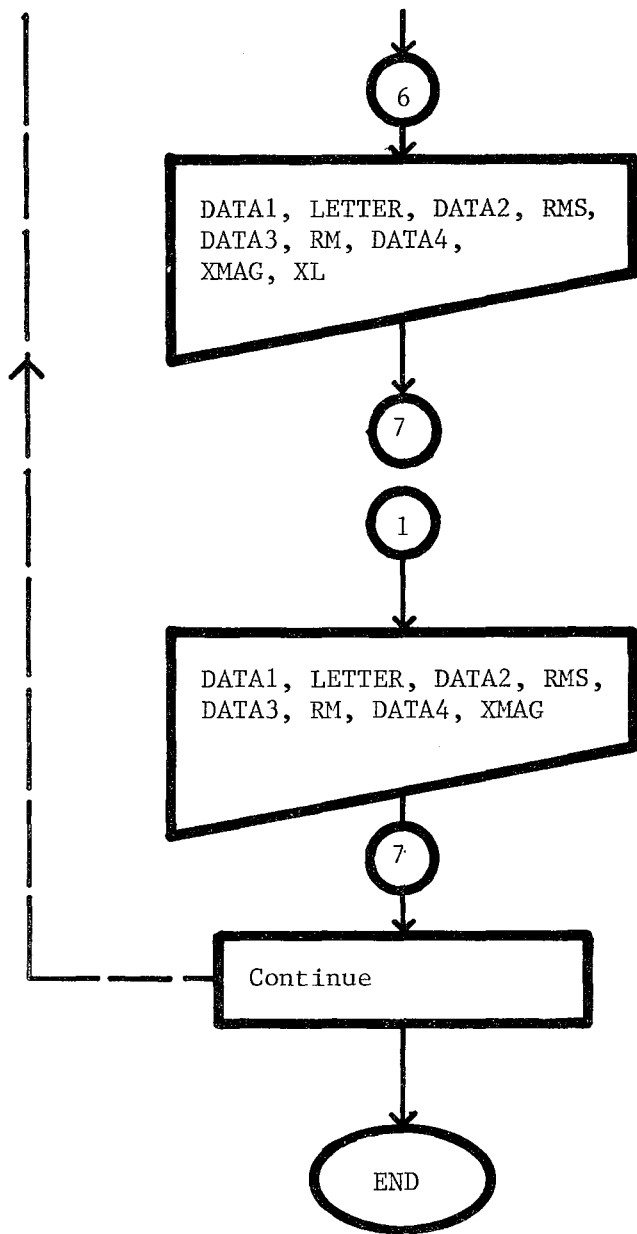 6
DATA1, LETTER, DATA2, RMS,
DATA3, RM, DATA4,
XMAG, XL
7
1
DATA1, LETTER, DATA2, RMS,
DATA3, RM, DATA4, XMAG
7
Continue
END